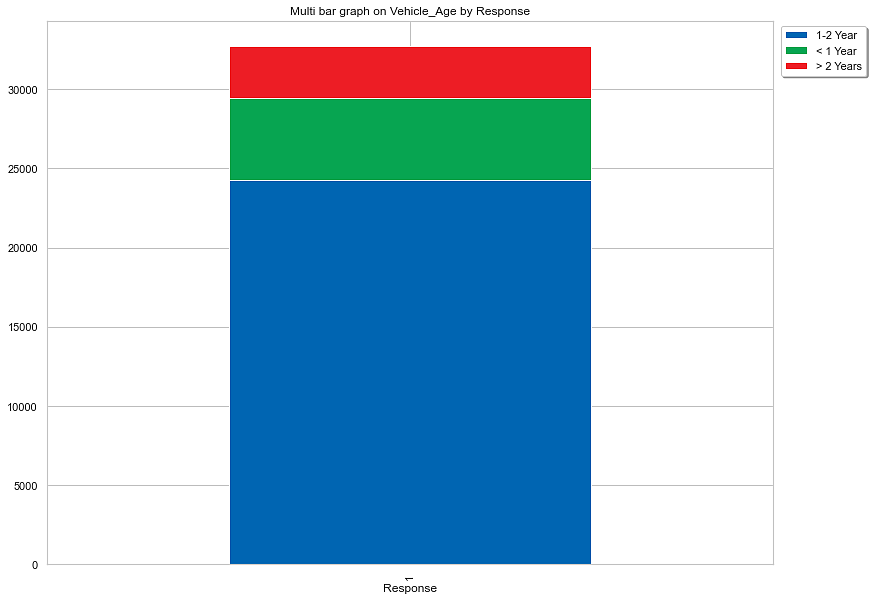 Multi bar graph on Vehicle_Age by Response
1-2 Year
< 1 Year
> 2 Years
30000
25000
20000
15000
10000
5000
0
1
Response